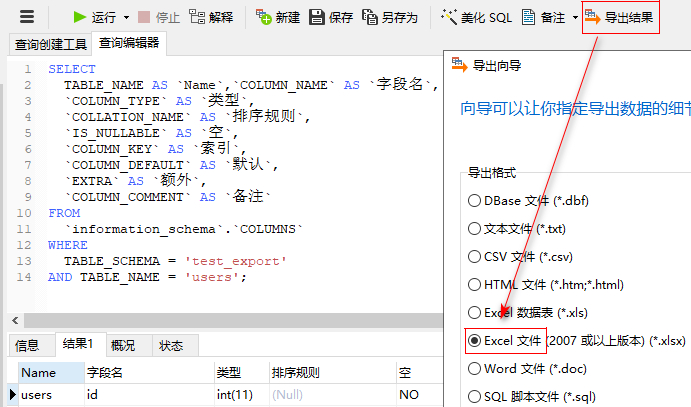 运行 停止 解释 新建 保存 另存为 美化 SQL 备注 导出结果
查询创建工具 查询编辑器
1 SELECT
2 TABLE_NAME AS `Name`,`COLUMN_NAME` AS `字段名`,
3 `COLUMN_TYPE` AS `类型`,
4 `COLLATION_NAME` AS `排序规则`,
5 `IS_NULLABLE` AS `空`,
6 `COLUMN_KEY` AS `索引`,
7 `COLUMN_DEFAULT` AS `默认`,
8 `EXTRA` AS `额外`,
9 `COLUMN_COMMENT` AS `备注`
10 FROM
11 `information_schema`.`COLUMNS`
12 WHERE
13 TABLE_SCHEMA = 'test_export'
14 AND TABLE_NAME = 'users';
信息 结果1 概况 状态
Name 字段名 类型 排序规则 空
users id int(11) (Null) NO
导出向导
向导可以让你指定导出数据的细节
导出格式
DBase 文件 (*.dbf)
文本文件 (*.txt)
CSV 文件 (*.csv)
HTML 文件 (*.htm;*.html)
Excel 数据表 (*.xls)
Excel 文件 (2007 或以上版本) (*.xlsx)
Word 文件 (*.doc)
SQL 脚本文件 (*.sql)